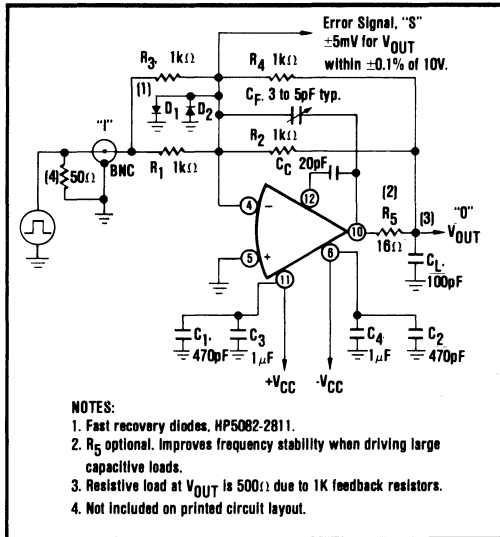 Error Signal, "S"
±5mV for VOUT
within ±0.1% of 10V.
R3, 1kΩ
R4 1kΩ
(1)
CF, 3 to 5pF typ.
D1 D2
"I"
R2 1kΩ
BNC
R1 1kΩ
CC 20pF
(4) 50Ω
4 −
12
(2) "O"
R5 (3)
10
VOUT
16Ω
5 +
6
11
CL,
100pF
C1, 470pF
C3 1µF
C4 1µF
C2 470pF
+VCC
-VCC
NOTES:
1. Fast recovery diodes, HP5082-2811.
2. R5 optional. Improves frequency stability when driving large
capacitive loads.
3. Resistive load at VOUT is 500Ω due to 1K feedback resistors.
4. Not included on printed circuit layout.